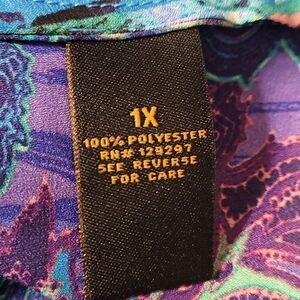 1X
100% POLYESTER
RN# 129297
SEE REVERSE
FOR CARE